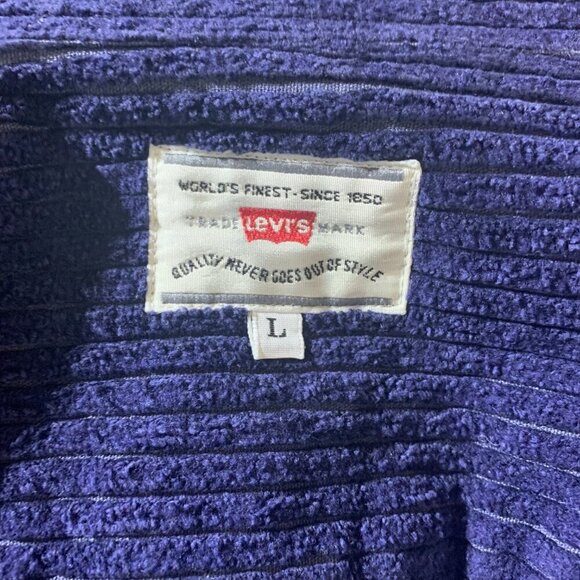 WORLD'S FINEST-SINCE 1850
TRADE Levi's MARK
QUALITY NEVER GOES OUT OF STYLE
L